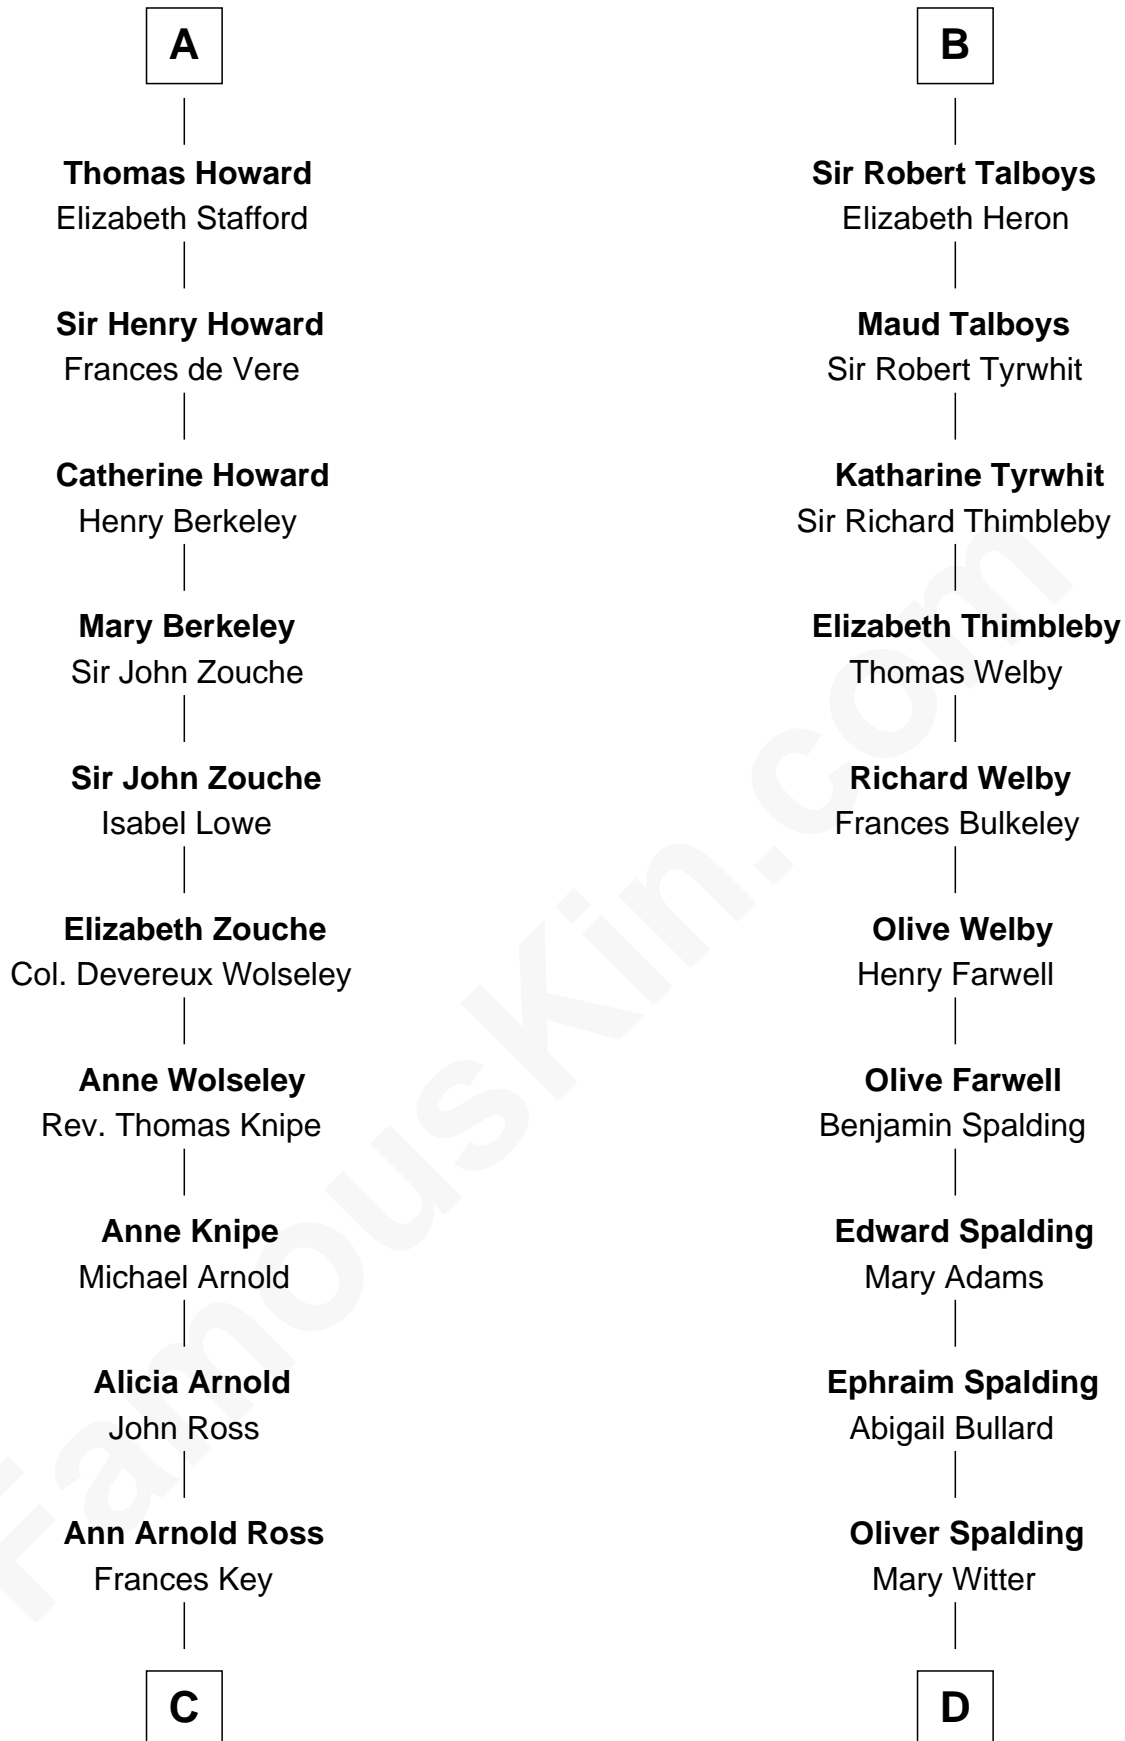 A
Thomas Howard
Elizabeth Stafford
Sir Henry Howard
Frances de Vere
Catherine Howard
Henry Berkeley
Mary Berkeley
Sir John Zouche
Sir John Zouche
Isabel Lowe
Elizabeth Zouche
Col. Devereux Wolseley
Anne Wolseley
Rev. Thomas Knipe
Anne Knipe
Michael Arnold
Alicia Arnold
John Ross
Ann Arnold Ross
Frances Key
C
B
Sir Robert Talboys
Elizabeth Heron
Maud Talboys
Sir Robert Tyrwhit
Katharine Tyrwhit
Sir Richard Thimbleby
Elizabeth Thimbleby
Thomas Welby
Richard Welby
Frances Bulkeley
Olive Welby
Henry Farwell
Olive Farwell
Benjamin Spalding
Edward Spalding
Mary Adams
Ephraim Spalding
Abigail Bullard
Oliver Spalding
Mary Witter
D
FamousKin.com